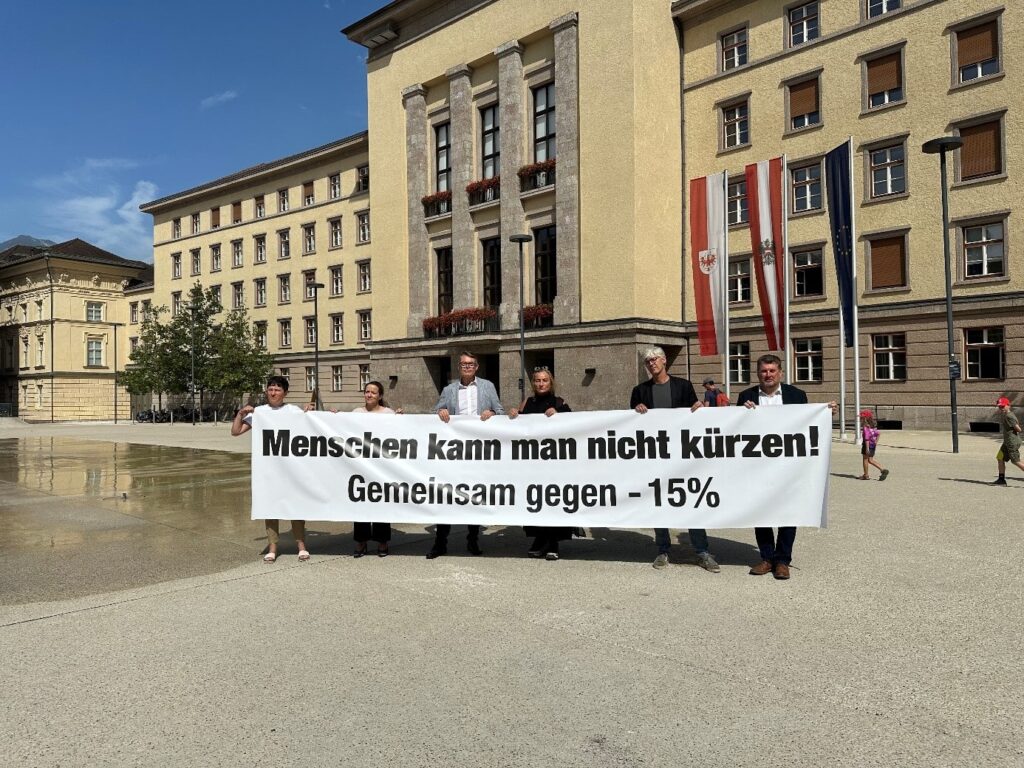 Menschen kann man nicht kürzen!
Gemeinsam gegen - 15%